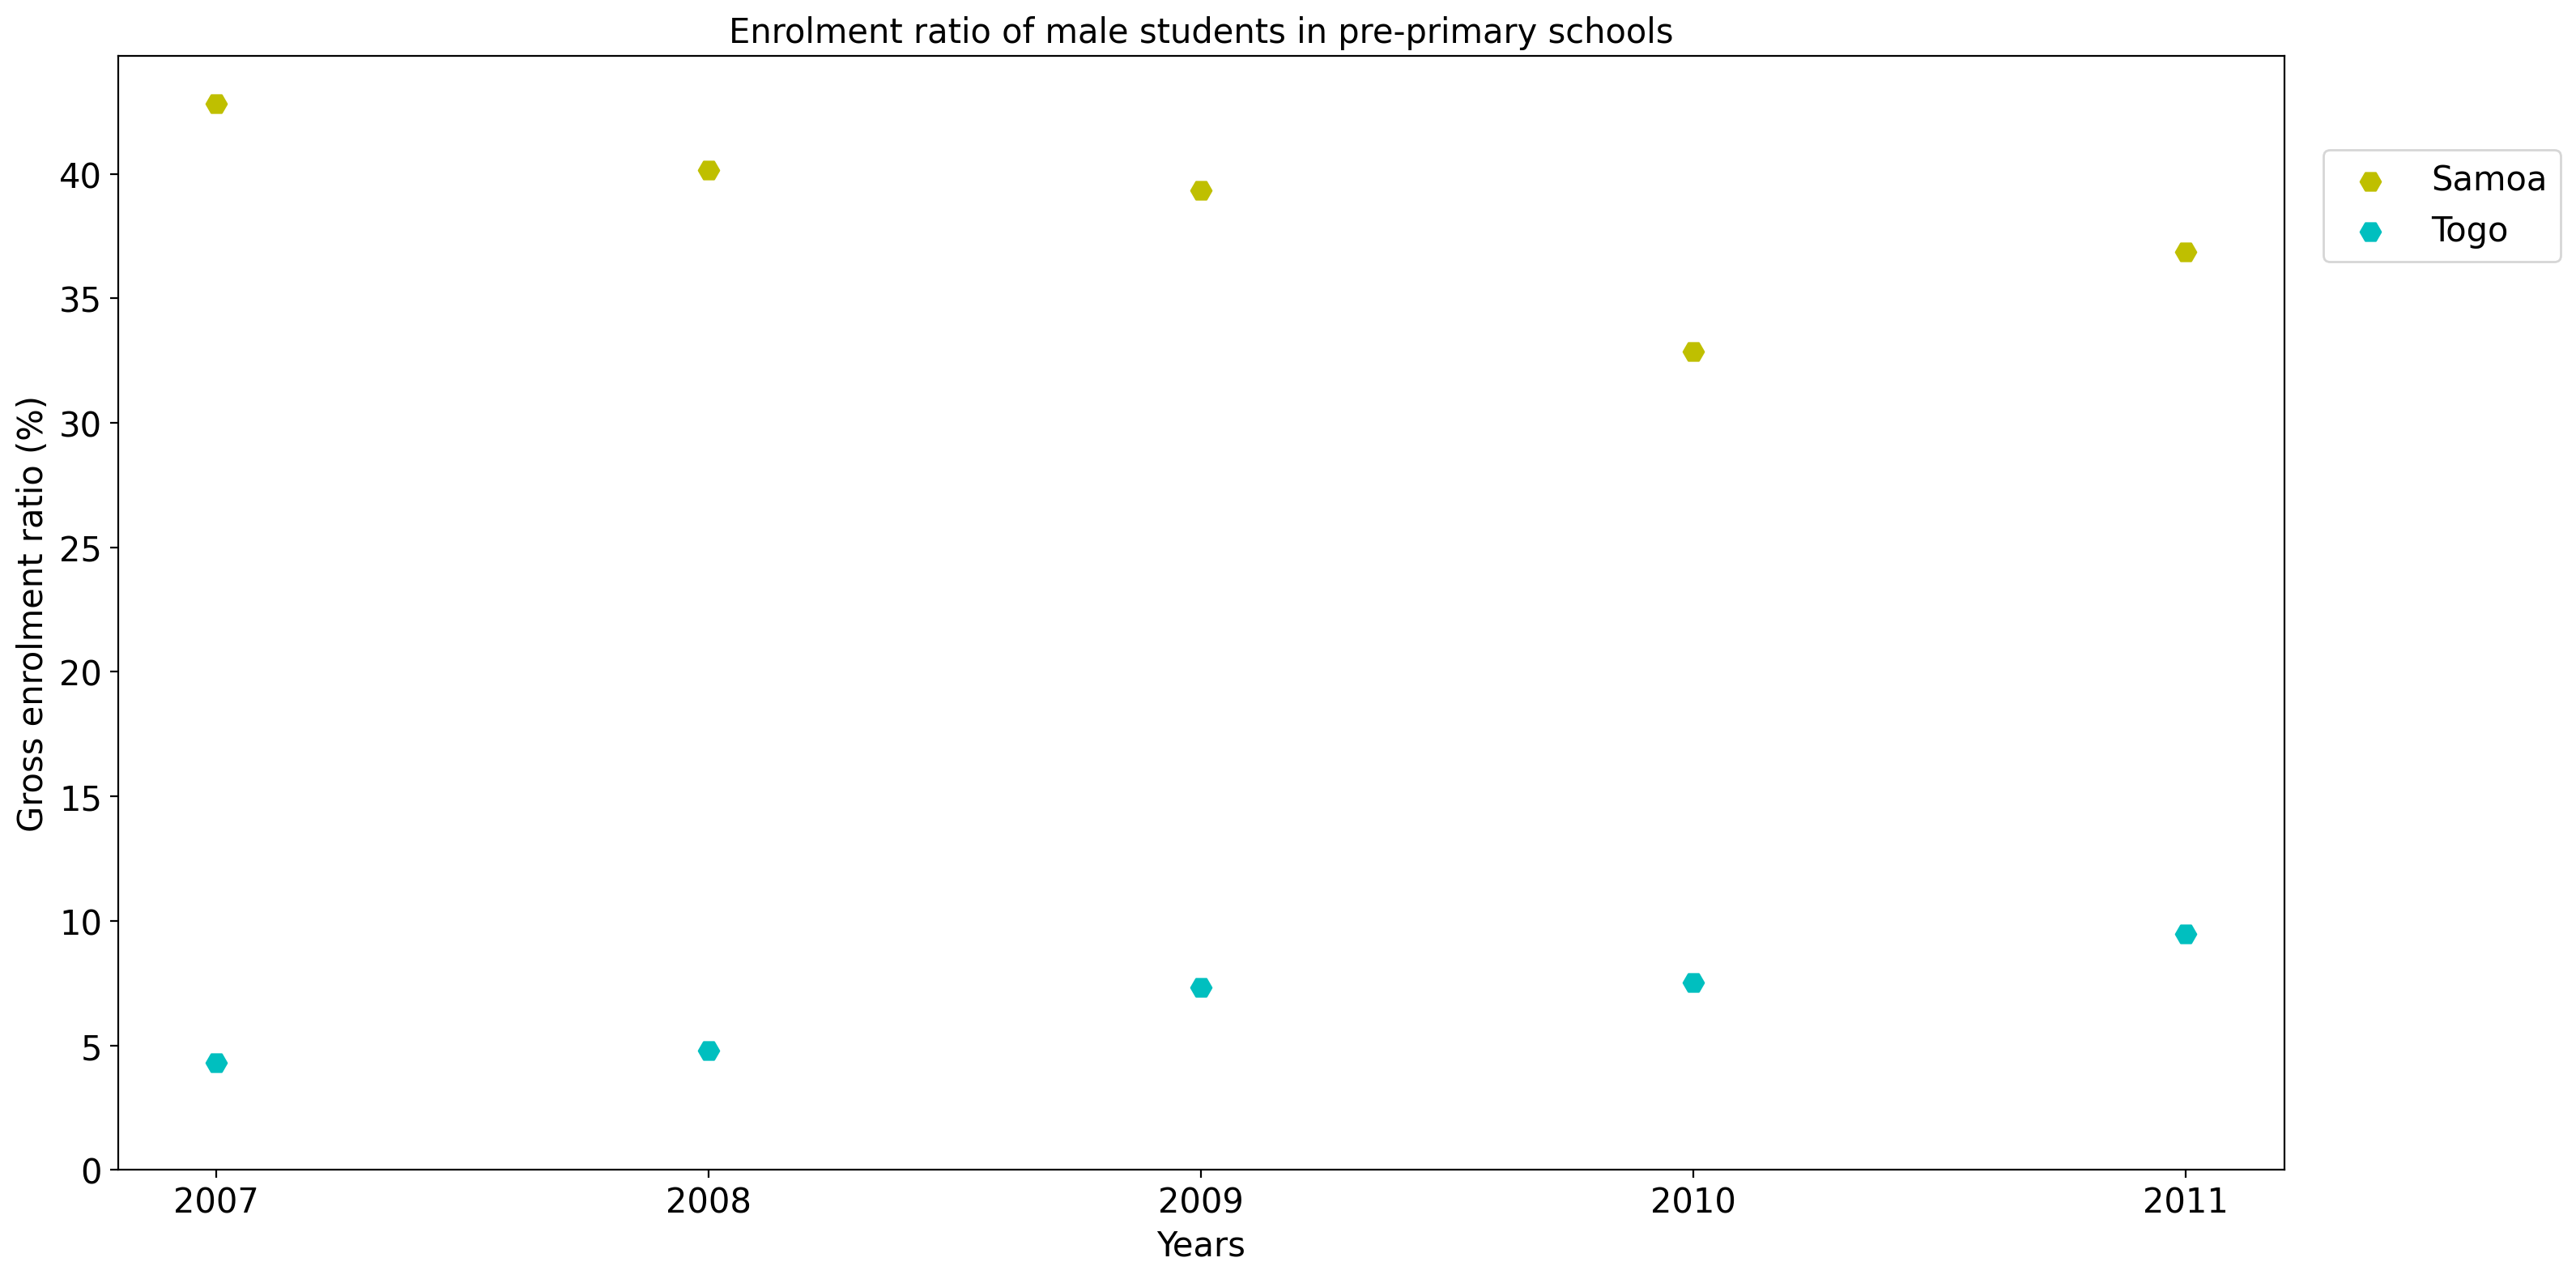 Enrolment ratio of male students in pre-primary schools
Gross enrolment ratio (%)
40
35
30
25
20
15
10
5
0
2007 2008 2009 2010 2011
Years
Samoa
Togo